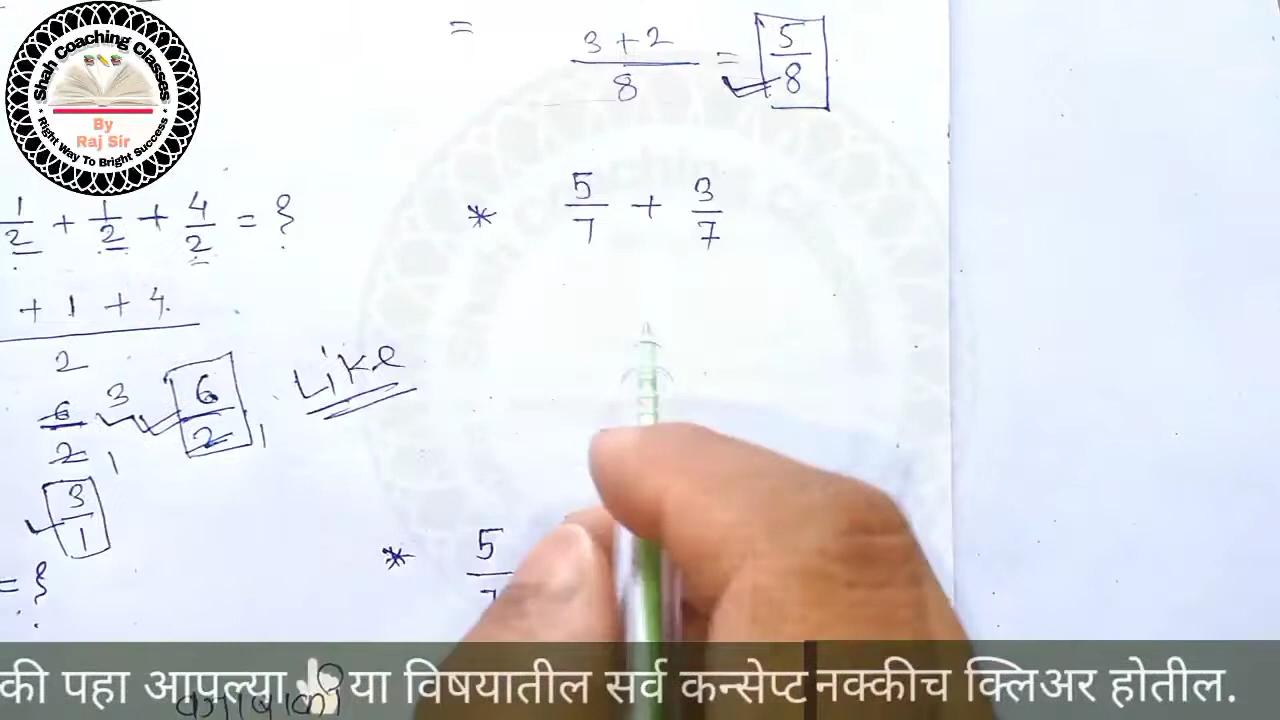 Shah Coaching Classes
By
Raj Sir
Right Way To Bright Success
= 3 + 2 / 8 = 5/8
1/2 + 1/2 + 4/2 = ?
+ 1 + 4
2
6/2 3 1
6/2 1
3/1
= ?
Like
* 5/7 + 3/7
* 5
की पहा आपल्या या विषयातील सर्व कन्सेप्ट नक्कीच क्लिअर होतील.